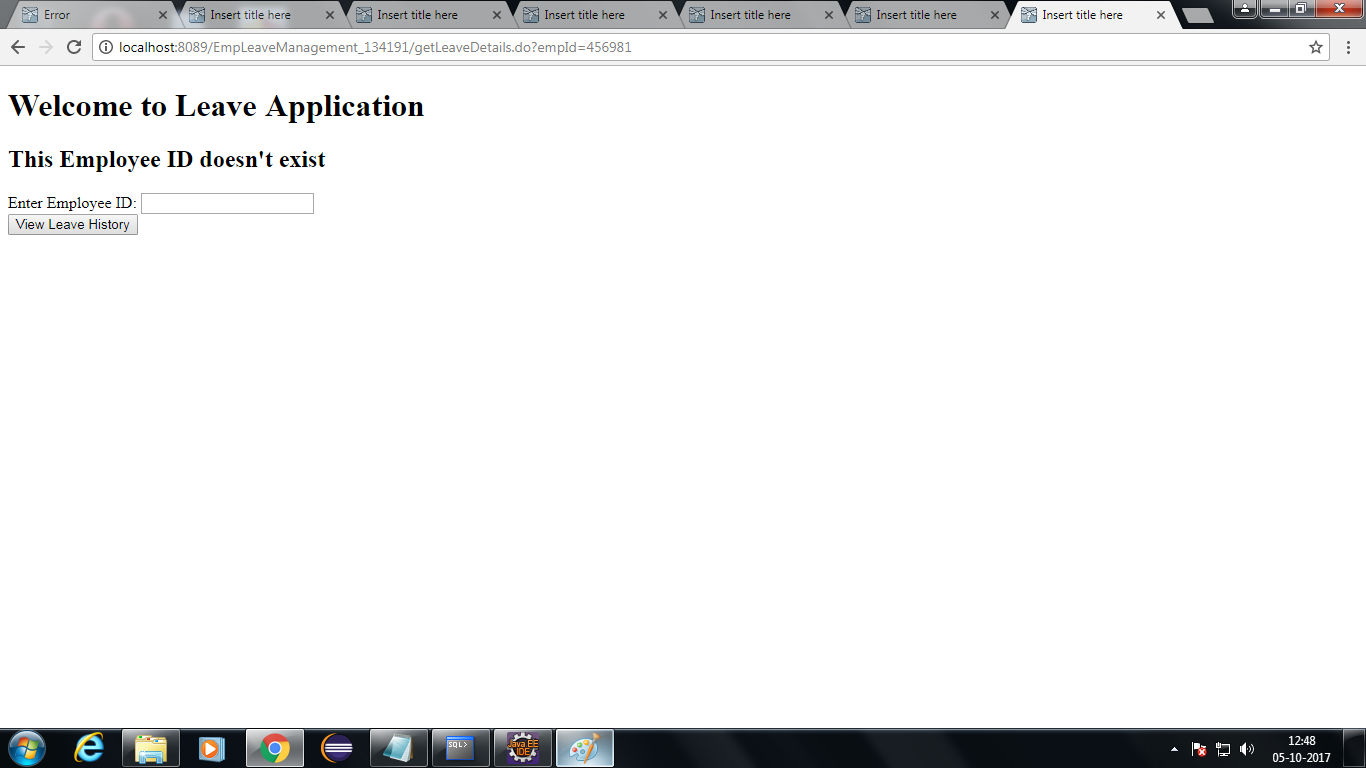 Error
Insert title here
Insert title here
Insert title here
Insert title here
Insert title here
Insert title here
localhost:8089/EmpLeaveManagement_134191/getLeaveDetails.do?empId=456981
Welcome to Leave Application
This Employee ID doesn't exist
Enter Employee ID:
View Leave History
SQL>
Java EE
IDE
12:48
05-10-2017